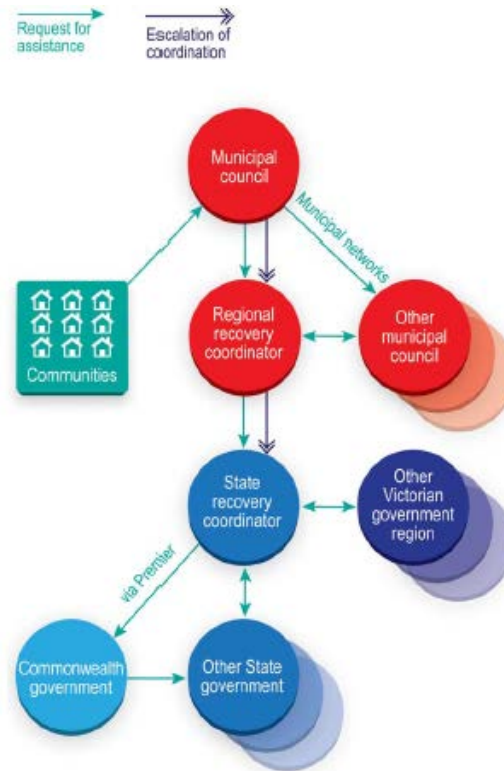 Request for
assistance
Escalation of
coordination
Municipal
council
Municipal networks
Communities
Regional
recovery
coordinator
Other
municipal
council
State
recovery
coordinator
Other
Victorian
government
region
via Premier
Commonwealth
government
Other State
government